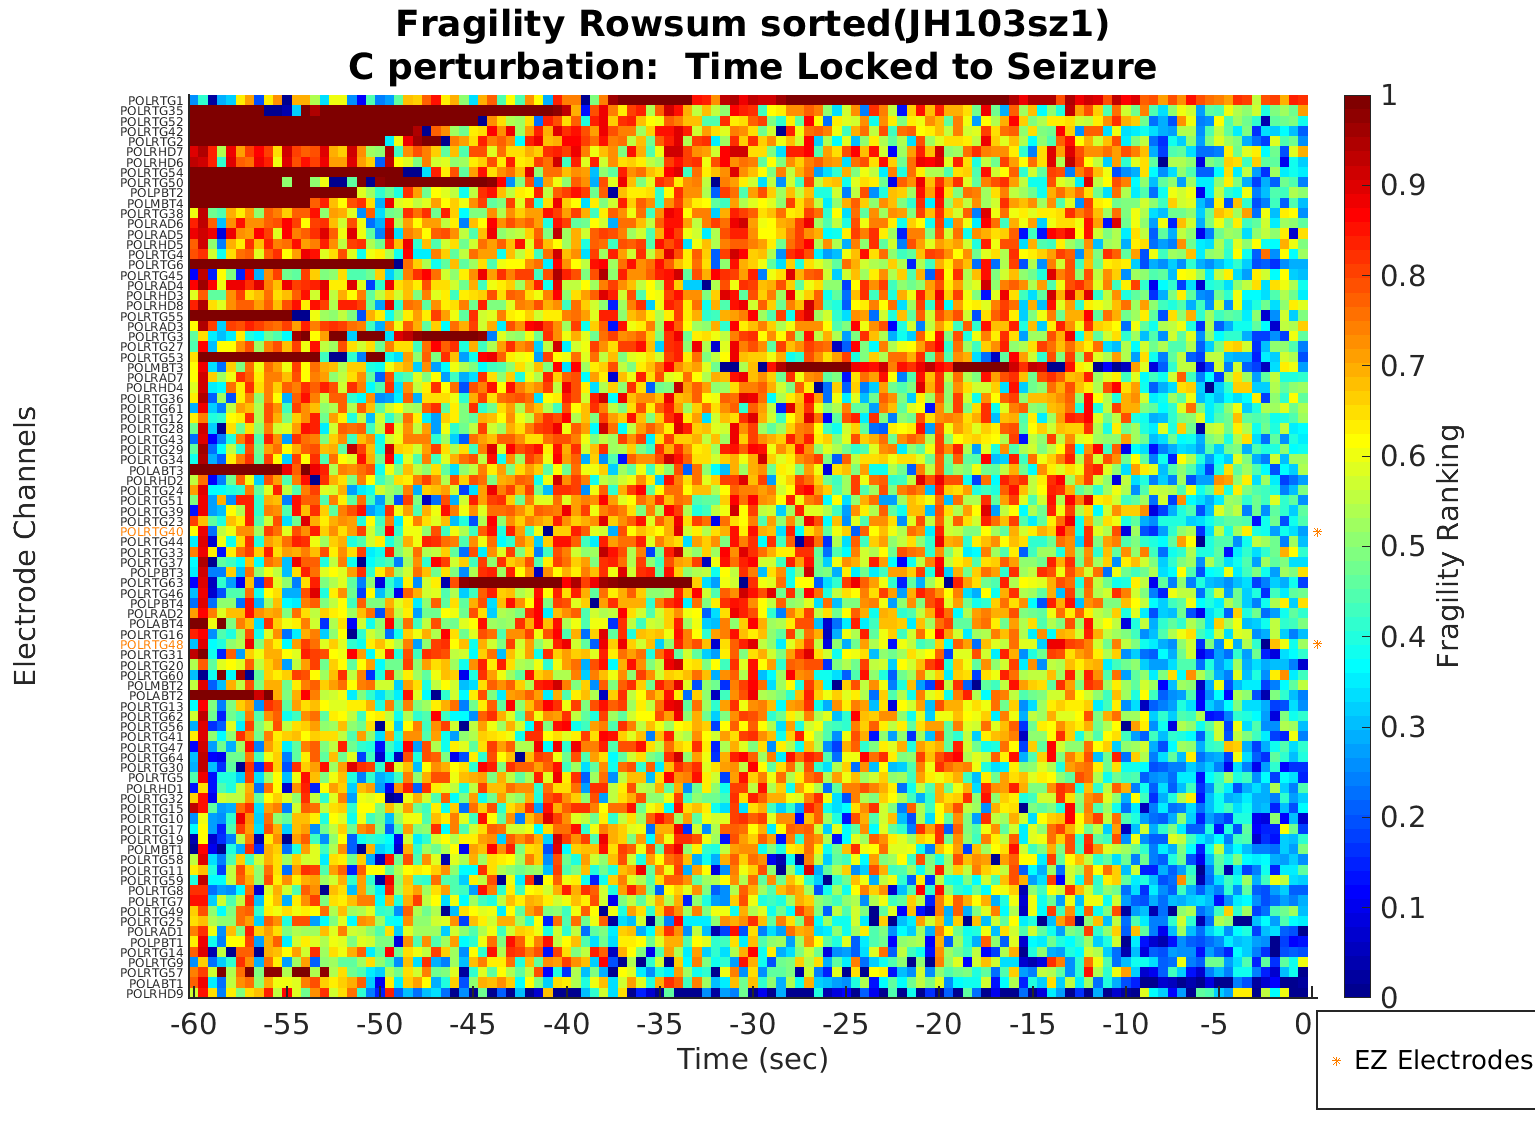 Fragility Rowsum sorted(JH103sz1)
C perturbation:  Time Locked to Seizure
Electrode Channels
POLRTG1
POLRTG35
POLRTG52
POLRTG42
POLRTG2
POLRHD7
POLRHD6
POLRTG54
POLRTG50
POLPBT2
POLMBT4
POLRTG38
POLRAD6
POLRAD5
POLRHD5
POLRTG4
POLRTG6
POLRTG45
POLRAD4
POLRHD3
POLRHD8
POLRTG55
POLRAD3
POLRTG3
POLRTG27
POLRTG53
POLMBT3
POLRAD7
POLRHD4
POLRTG36
POLRTG61
POLRTG12
POLRTG28
POLRTG43
POLRTG29
POLRTG34
POLABT3
POLRHD2
POLRTG24
POLRTG51
POLRTG39
POLRTG23
POLRTG40
POLRTG44
POLRTG33
POLRTG37
POLPBT3
POLRTG63
POLRTG46
POLPBT4
POLRAD2
POLABT4
POLRTG16
POLRTG48
POLRTG31
POLRTG20
POLRTG60
POLMBT2
POLABT2
POLRTG13
POLRTG62
POLRTG56
POLRTG41
POLRTG47
POLRTG64
POLRTG30
POLRTG5
POLRHD1
POLRTG32
POLRTG15
POLRTG10
POLRTG17
POLRTG19
POLMBT1
POLRTG58
POLRTG11
POLRTG59
POLRTG8
POLRTG7
POLRTG49
POLRTG25
POLRAD1
POLPBT1
POLRTG14
POLRTG9
POLRTG57
POLABT1
POLRHD9
-60 -55 -50 -45 -40 -35 -30 -25 -20 -15 -10 -5 0
Time (sec)
1
0.9
0.8
0.7
0.6
0.5
0.4
0.3
0.2
0.1
0
Fragility Ranking
EZ Electrodes